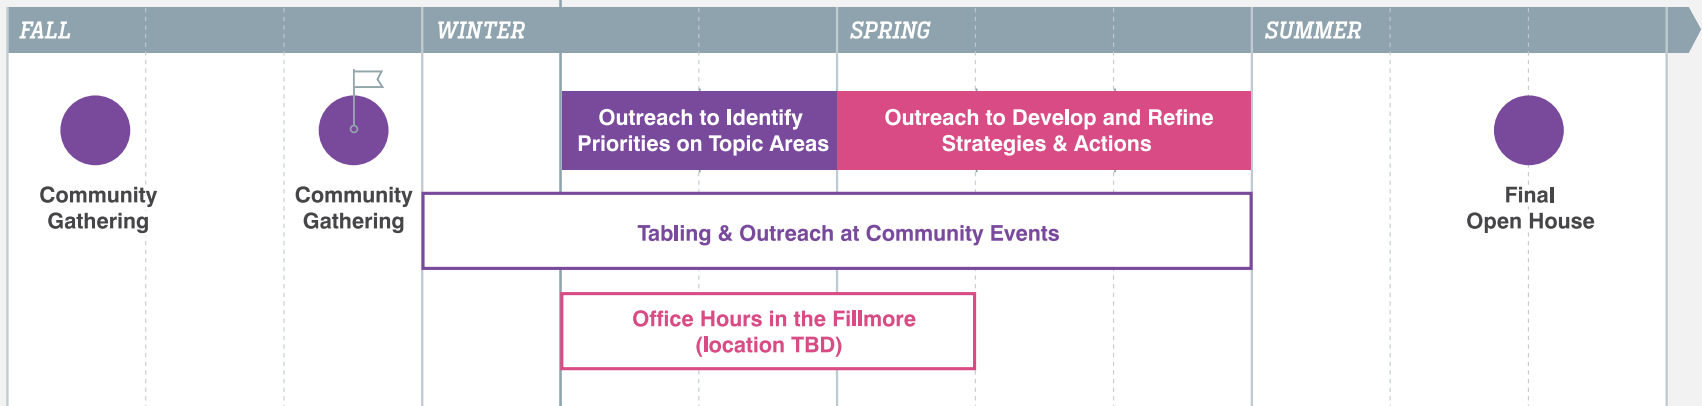 FALL
WINTER
SPRING
SUMMER
Community
Gathering
Community
Gathering
Outreach to Identify
Priorities on Topic Areas
Outreach to Develop and Refine
Strategies & Actions
Final
Open House
Tabling & Outreach at Community Events
Office Hours in the Fillmore
(location TBD)